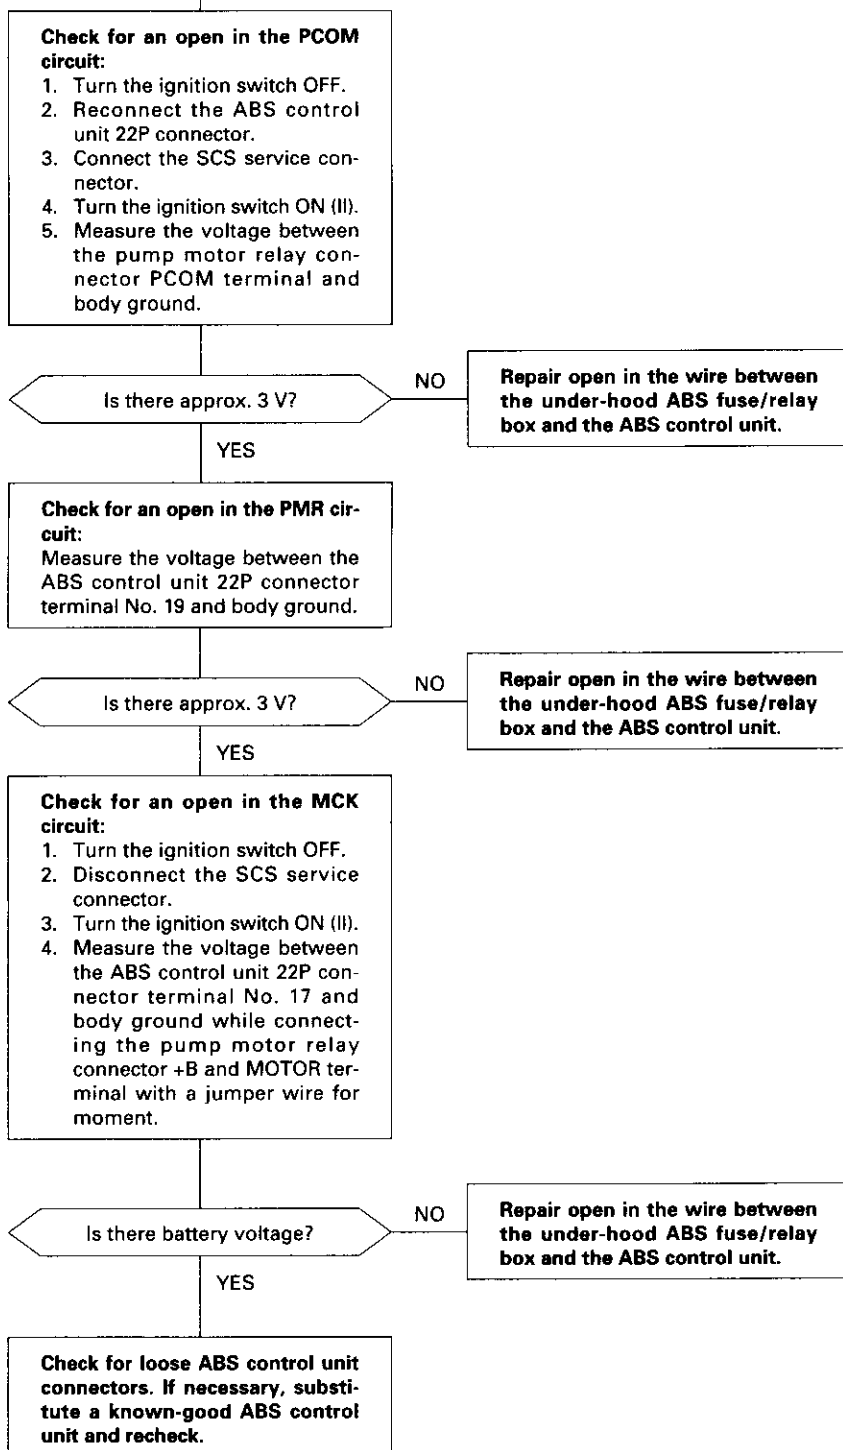 Check for an open in the PCOM
circuit:
1. Turn the ignition switch OFF.
2. Reconnect the ABS control
unit 22P connector.
3. Connect the SCS service con-
nector.
4. Turn the ignition switch ON (II).
5. Measure the voltage between
the pump motor relay con-
nector PCOM terminal and
body ground.
Is there approx. 3 V?
NO
Repair open in the wire between
the under-hood ABS fuse/relay
box and the ABS control unit.
YES
Check for an open in the PMR cir-
cuit:
Measure the voltage between the
ABS control unit 22P connector
terminal No. 19 and body ground.
Is there approx. 3 V?
NO
Repair open in the wire between
the under-hood ABS fuse/relay
box and the ABS control unit.
YES
Check for an open in the MCK
circuit:
1. Turn the ignition switch OFF.
2. Disconnect the SCS service
connector.
3. Turn the ignition switch ON (II).
4. Measure the voltage between
the ABS control unit 22P con-
nector terminal No. 17 and
body ground while connect-
ing the pump motor relay
connector +B and MOTOR ter-
minal with a jumper wire for
moment.
Is there battery voltage?
NO
Repair open in the wire between
the under-hood ABS fuse/relay
box and the ABS control unit.
YES
Check for loose ABS control unit
connectors. If necessary, substi-
tute a known-good ABS control
unit and recheck.